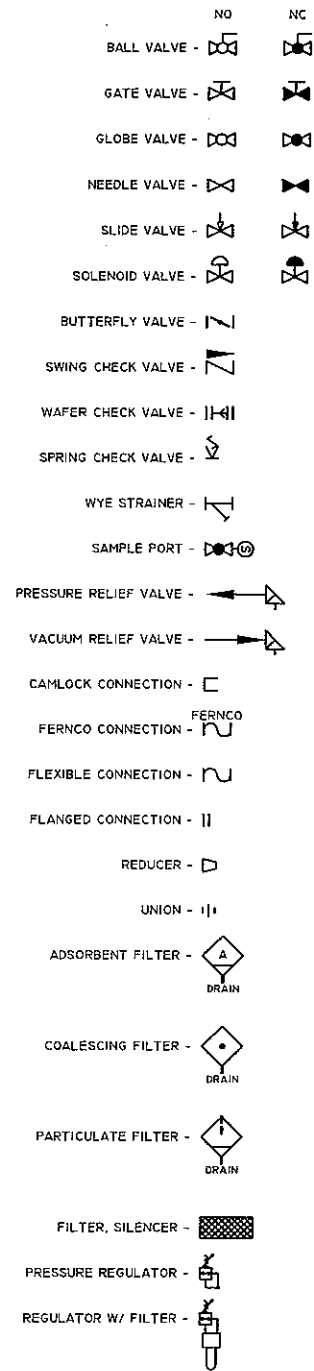 NO NC
BALL VALVE -
GATE VALVE -
GLOBE VALVE -
NEEDLE VALVE -
SLIDE VALVE -
SOLENOID VALVE -
BUTTERFLY VALVE -
SWING CHECK VALVE -
WAFER CHECK VALVE -
SPRING CHECK VALVE -
WYE STRAINER -
SAMPLE PORT - S
PRESSURE RELIEF VALVE -
VACUUM RELIEF VALVE -
CAMLOCK CONNECTION -
FERNCO
FERNCO CONNECTION -
FLEXIBLE CONNECTION -
FLANGED CONNECTION -
REDUCER -
UNION -
ADSORBENT FILTER - A
DRAIN
COALESCING FILTER -
DRAIN
PARTICULATE FILTER -
DRAIN
FILTER, SILENCER -
PRESSURE REGULATOR -
REGULATOR W/ FILTER -